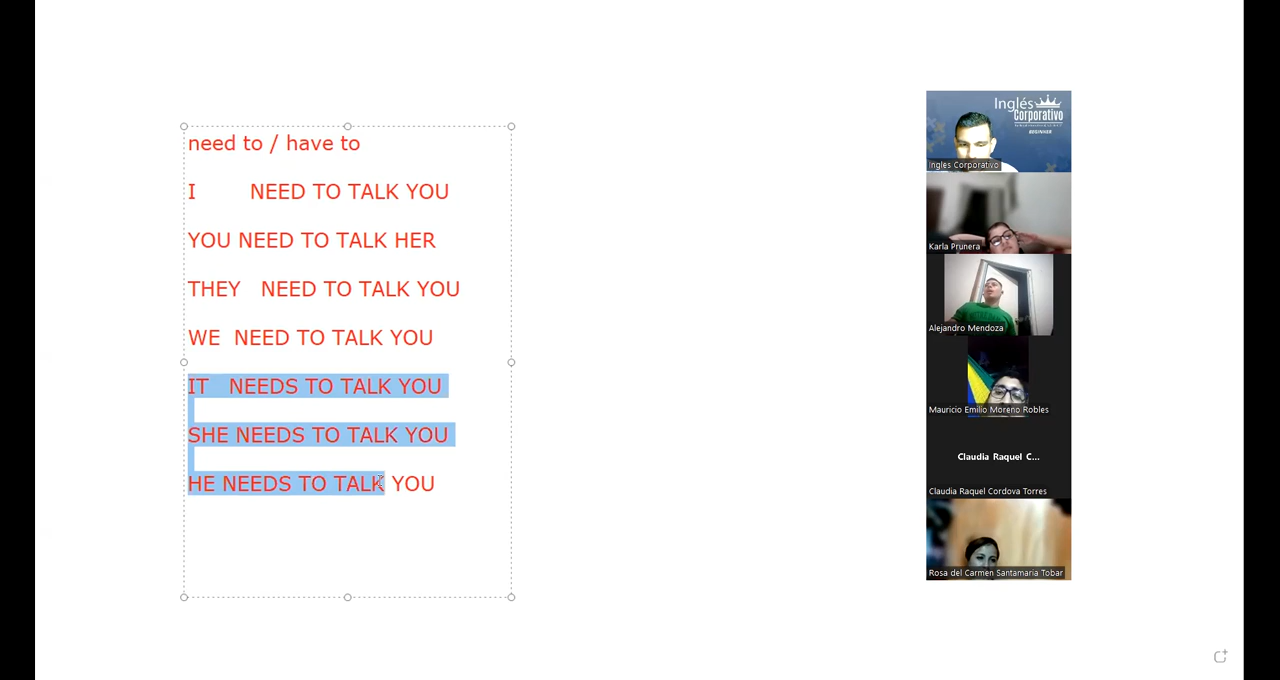 need to / have to
I NEED TO TALK YOU
YOU NEED TO TALK HER
THEY NEED TO TALK YOU
WE NEED TO TALK YOU
IT NEEDS TO TALK YOU
SHE NEEDS TO TALK YOU
HE NEEDS TO TALK YOU
Inglés
Corporativo
BEGINNER
Ingles Corporativo
Karla Prunera
Alejandro Mendoza
Mauricio Emilio Moreno Robles
Claudia Raquel C...
Claudia Raquel Cordova Torres
Rosa del Carmen Santamaria Tobar